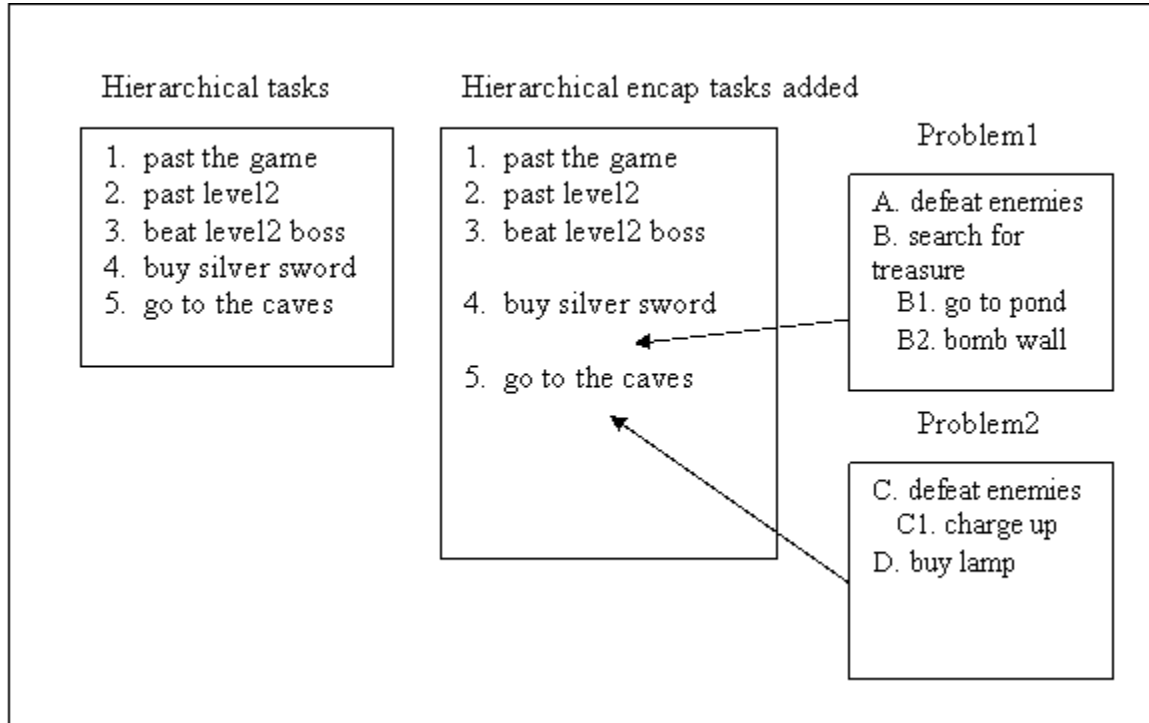 Hierarchical tasks
1. past the game
2. past level2
3. beat level2 boss
4. buy silver sword
5. go to the caves
Hierarchical encap tasks added
1. past the game
2. past level2
3. beat level2 boss
4. buy silver sword
5. go to the caves
Problem1
A. defeat enemies
B. search for
treasure
B1. go to pond
B2. bomb wall
Problem2
C. defeat enemies
C1. charge up
D. buy lamp